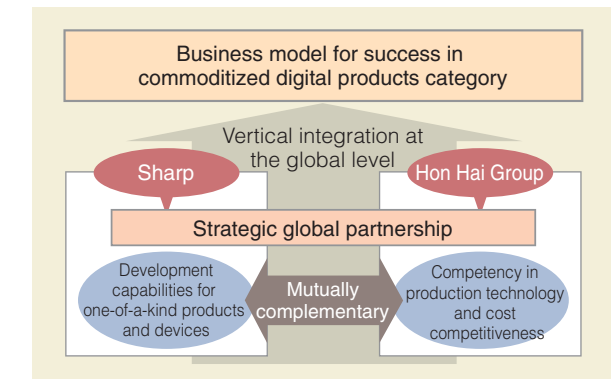 Business model for success in
commoditized digital products category
Vertical integration at
the global level
Sharp
Hon Hai Group
Strategic global partnership
Development
capabilities for
one-of-a-kind products
and devices
Mutually
complementary
Competency in
production technology
and cost
competitiveness